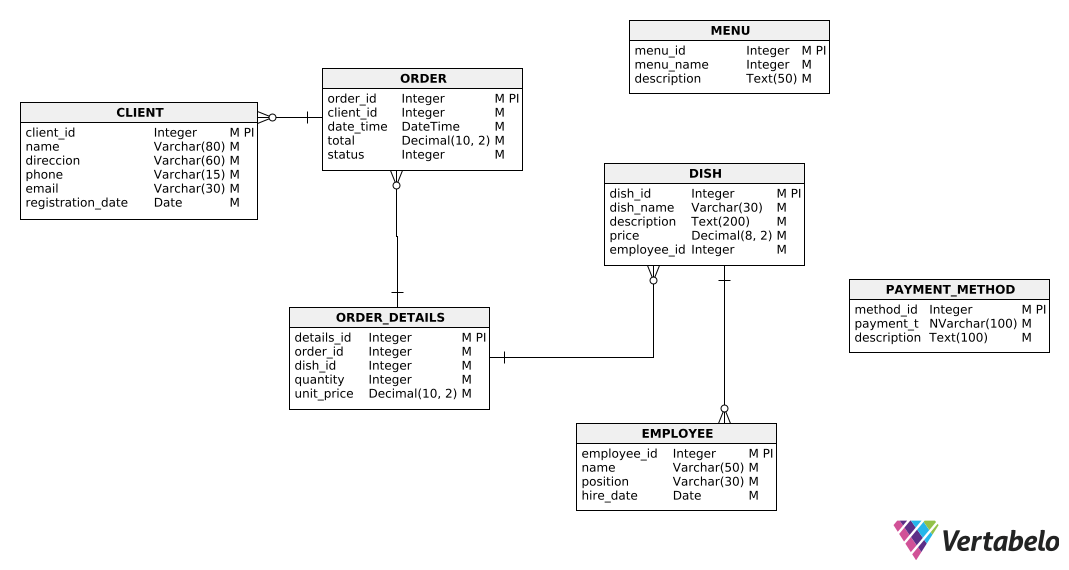 MENU
menu_id Integer M PI
menu_name Integer M
description Text(50) M
ORDER
order_id Integer M PI
client_id Integer M
date_time DateTime M
total Decimal(10, 2) M
status Integer M
CLIENT
client_id Integer M PI
name Varchar(80) M
direccion Varchar(60) M
phone Varchar(15) M
email Varchar(30) M
registration_date Date M
DISH
dish_id Integer M PI
dish_name Varchar(30) M
description Text(200) M
price Decimal(8, 2) M
employee_id Integer M
PAYMENT_METHOD
method_id Integer M PI
payment_t NVarchar(100) M
description Text(100) M
ORDER_DETAILS
details_id Integer M PI
order_id Integer M
dish_id Integer M
quantity Integer M
unit_price Decimal(10, 2) M
EMPLOYEE
employee_id Integer M PI
name Varchar(50) M
position Varchar(30) M
hire_date Date M
Vertabelo